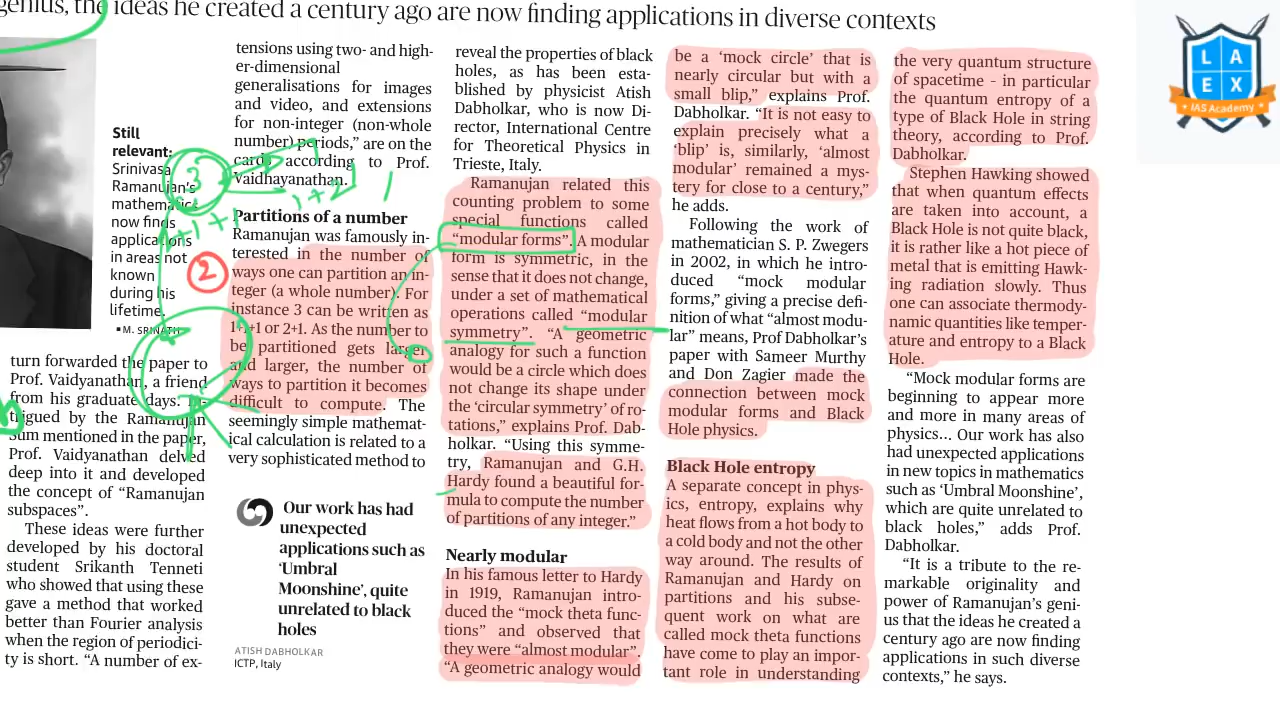 genius, the ideas he created a century ago are now finding applications in diverse contexts
Still
relevant:
Srinivasa
Ramanujan's
mathematics
now finds
applications
in areas not
known
during his
lifetime.
▪ M. SRINATH
turn forwarded the paper to
Prof. Vaidyanathan, a friend
from his graduate days. In-
trigued by the Ramanujan
Sum mentioned in the paper,
Prof. Vaidyanathan delved
deep into it and developed
the concept of “Ramanujan
subspaces”.
These ideas were further
developed by his doctoral
student Srikanth Tenneti
who showed that using these
gave a method that worked
better than Fourier analysis
when the region of periodici-
ty is short. “A number of ex-
tensions using two- and high-
er-dimensional
generalisations for images
and video, and extensions
for non-integer (non-whole
number) periods,” are on the
cards according to Prof.
Vaidhayanathan.
Partitions of a number
Ramanujan was famously in-
terested in the number of
ways one can partition an in-
teger (a whole number). For
instance 3 can be written as
1+1+1 or 2+1. As the number to
be partitioned gets larger
and larger, the number of
ways to partition it becomes
difficult to compute. The
seemingly simple mathemat-
ical calculation is related to a
very sophisticated method to
Our work has had
unexpected
applications such as
‘Umbral
Moonshine’, quite
unrelated to black
holes
ATISH DABHOLKAR
ICTP, Italy
reveal the properties of black
holes, as has been esta-
blished by physicist Atish
Dabholkar, who is now Di-
rector, International Centre
for Theoretical Physics in
Trieste, Italy.
Ramanujan related this
counting problem to some
special functions called
“modular forms”. A modular
form is symmetric, in the
sense that it does not change,
under a set of mathematical
operations called “modular
symmetry”. “A geometric
analogy for such a function
would be a circle which does
not change its shape under
the ‘circular symmetry’ of ro-
tations,” explains Prof. Dab-
holkar. “Using this symme-
try, Ramanujan and G.H.
Hardy found a beautiful for-
mula to compute the number
of partitions of any integer.”
Nearly modular
In his famous letter to Hardy
in 1919, Ramanujan intro-
duced the “mock theta func-
tions” and observed that
they were “almost modular”.
“A geometric analogy would
be a ‘mock circle’ that is
nearly circular but with a
small blip,” explains Prof.
Dabholkar. “It is not easy to
explain precisely what a
‘blip’ is, similarly, ‘almost
modular’ remained a mys-
tery for close to a century,”
he adds.
Following the work of
mathematician S. P. Zwegers
in 2002, in which he intro-
duced “mock modular
forms,” giving a precise defi-
nition of what “almost modu-
lar” means, Prof Dabholkar’s
paper with Sameer Murthy
and Don Zagier made the
connection between mock
modular forms and Black
Hole physics.
Black Hole entropy
A separate concept in phys-
ics, entropy, explains why
heat flows from a hot body to
a cold body and not the other
way around. The results of
Ramanujan and Hardy on
partitions and his subse-
quent work on what are
called mock theta functions
have come to play an impor-
tant role in understanding
the very quantum structure
of spacetime - in particular
the quantum entropy of a
type of Black Hole in string
theory, according to Prof.
Dabholkar.
Stephen Hawking showed
that when quantum effects
are taken into account, a
Black Hole is not quite black,
it is rather like a hot piece of
metal that is emitting Hawk-
ing radiation slowly. Thus
one can associate thermody-
namic quantities like temper-
ature and entropy to a Black
Hole.
“Mock modular forms are
beginning to appear more
and more in many areas of
physics… Our work has also
had unexpected applications
in new topics in mathematics
such as ‘Umbral Moonshine’,
which are quite unrelated to
black holes,” adds Prof.
Dabholkar.
“It is a tribute to the re-
markable originality and
power of Ramanujan’s geni-
us that the ideas he created a
century ago are now finding
applications in such diverse
contexts,” he says.
3
1+2
1+1+1
2
LA
EX
IAS Academy